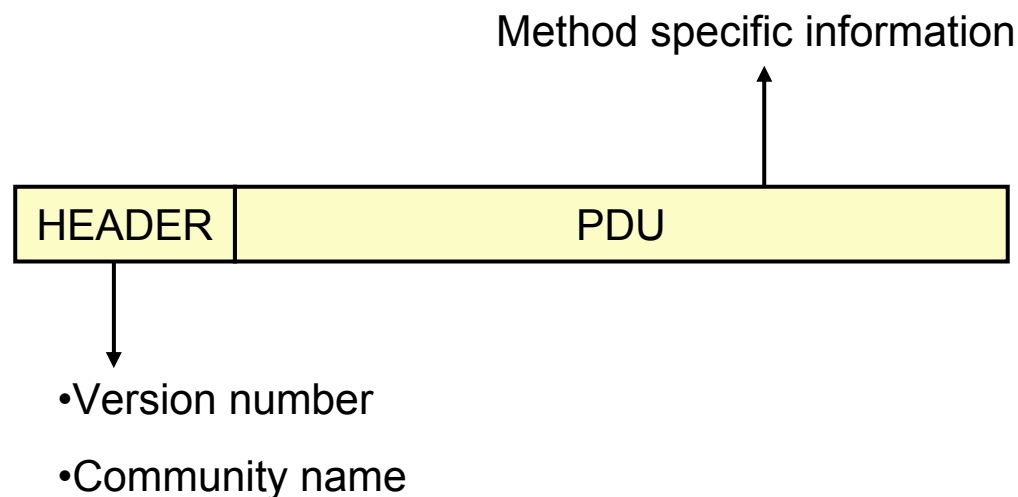 Method specific information
HEADER PDU
•Version number
•Community name